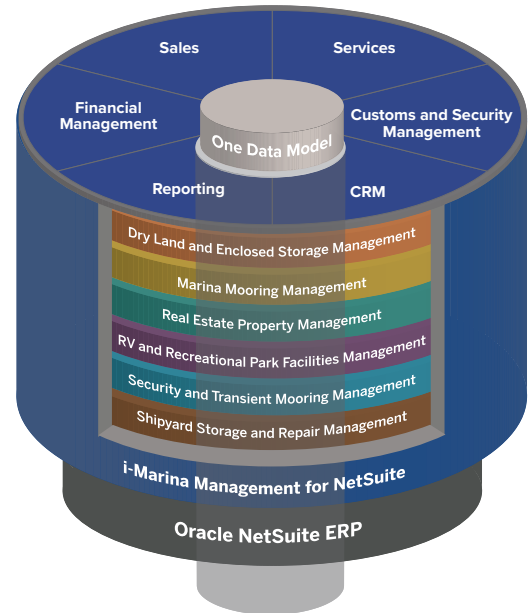 Sales
Services
Financial
Management
Customs and Security
Management
One Data Model
Reporting
CRM
Dry Land and Enclosed Storage Management
Marina Mooring Management
Real Estate Property Management
RV and Recreational Park Facilities Management
Security and Transient Mooring Management
Shipyard Storage and Repair Management
i-Marina Management for NetSuite
Oracle NetSuite ERP